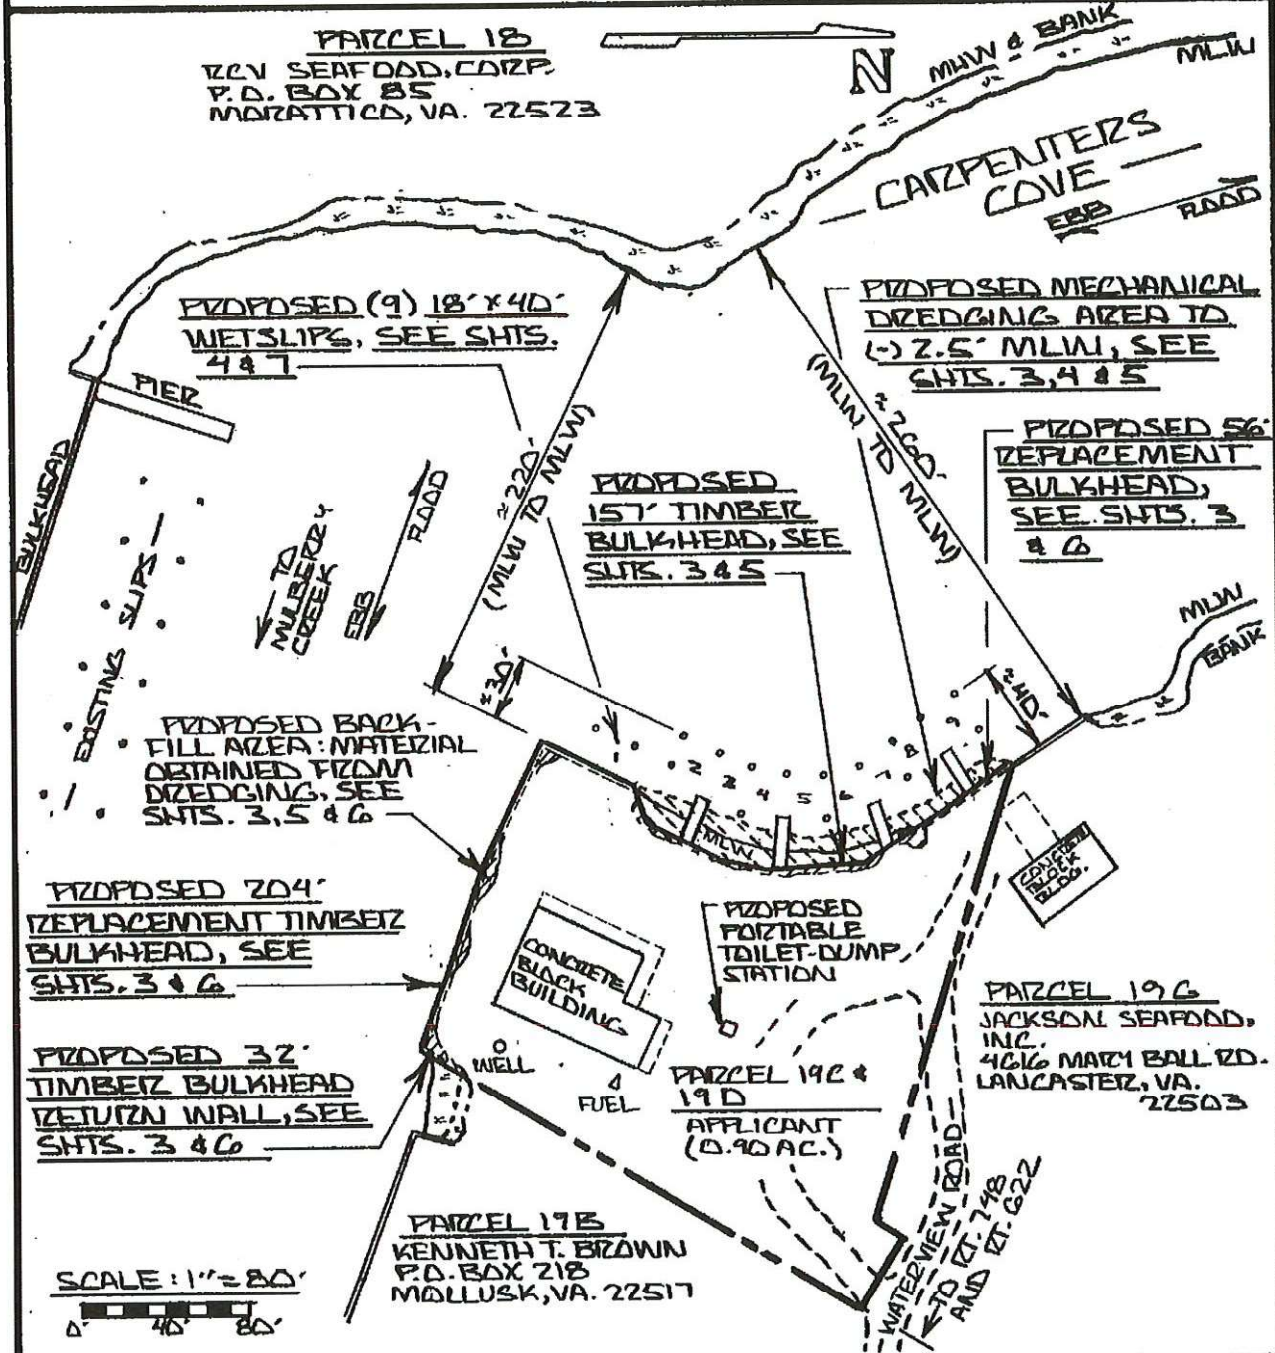 PARCEL 18
RCV SEAFOOD, CORP.
P.O. BOX 85
MORATTICO, VA. 22523
N
MHW & BANK
MLW
CARPENTERS
COVE
EBB
FLOOD
PROPOSED (9) 18' X 40'
WETSLIPS, SEE SHTS.
4 & 7
PROPOSED MECHANICAL
DREDGING AREA TO
(-) 2.5' MLW, SEE
SHTS. 3, 4 & 5
PIER
BULKHEAD
≈ 220'
(MLW TO MLW)
≈ 260'
(MLW TO MLW)
PROPOSED 56'
REPLACEMENT
BULKHEAD,
SEE SHTS. 3
& 6
PROPOSED
157' TIMBER
BULKHEAD, SEE
SHTS. 3 & 5
EXISTING SLIPS
TO
MULBERRY
CREEK
EBB
FLOOD
MLW
BANK
≈ 30'
≈ 40'
PROPOSED BACK-
FILL AREA: MATERIAL
OBTAINED FROM
DREDGING, SEE
SHTS. 3, 5 & 6
1
2
3
4
5
6
7
8
9
MLW
PROPOSED 204'
REPLACEMENT TIMBER
BULKHEAD, SEE
SHTS. 3 & 6
CONCRETE
BLOCK
BUILDING
PROPOSED
PORTABLE
TOILET-DUMP
STATION
CONCRETE
BLOCK
BLDG.
PARCEL 19G
JACKSON SEAFOOD,
INC.
4616 MARY BALL RD.
LANCASTER, VA.
22503
PROPOSED 32'
TIMBER BULKHEAD
RETURN WALL, SEE
SHTS. 3 & 6
WELL
FUEL
PARCEL 19C &
19D
APPLICANT
(0.90 AC.)
PARCEL 19B
KENNETH T. BROWN
P.O. BOX 218
MOLLUSK, VA. 22517
WATERVIEW ROAD
TO RT. 748
AND RT. 622
SCALE: 1" = 80'
0' 40' 80'